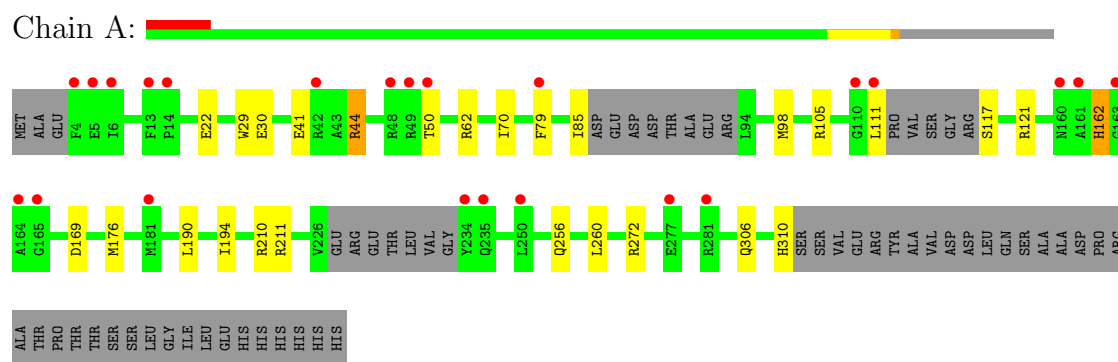 Chain A:
MET ALA GLU F4 E5 I6 F13 P14 E22 W29 E30 E41 R42 A43 R44 R48 R49 T50 R62 I70 F79 I85 ASP GLU ASP ASP THR ALA GLU ARG L94 M98 R105 G110 L111 PRO VAL SER GLY ARG S117 R121 N160 A161 H162 G163
A164 G165 D169 M176 M181 L190 I194 R210 R211 V226 GLU ARG GLU THR LEU VAL GLY Y234 Q235 L250 Q256 L260 R272 E277 R281 Q306 H310 SER SER VAL GLU ARG TYR ALA VAL ASP ASP LEU GLN SER ALA ALA ASP PRO ARG
ALA THR PRO THR THR SER SER LEU GLY ILE LEU GLU HIS HIS HIS HIS HIS HIS